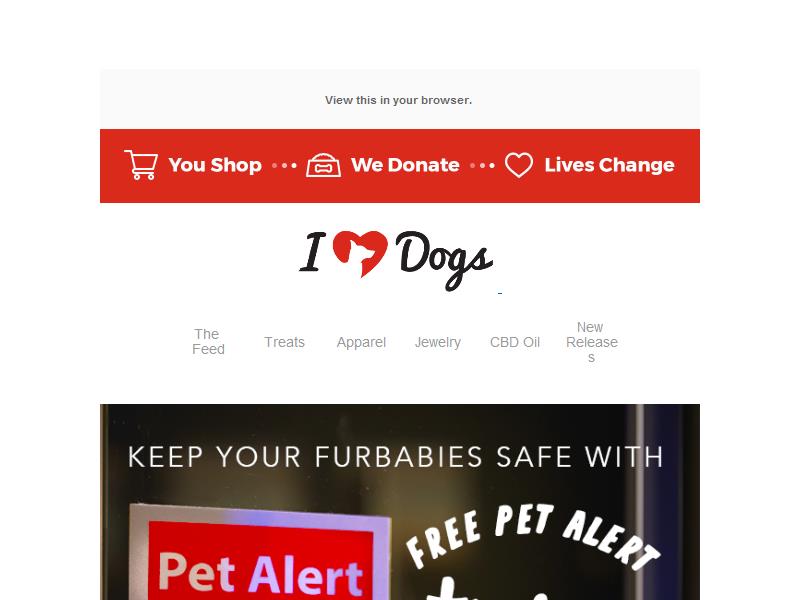 View this in your browser.
You Shop We Donate Lives Change
I Dogs
The Feed Treats Apparel Jewelry CBD Oil New Releases
KEEP YOUR FURBABIES SAFE WITH
FREE PET ALERT
Pet Alert